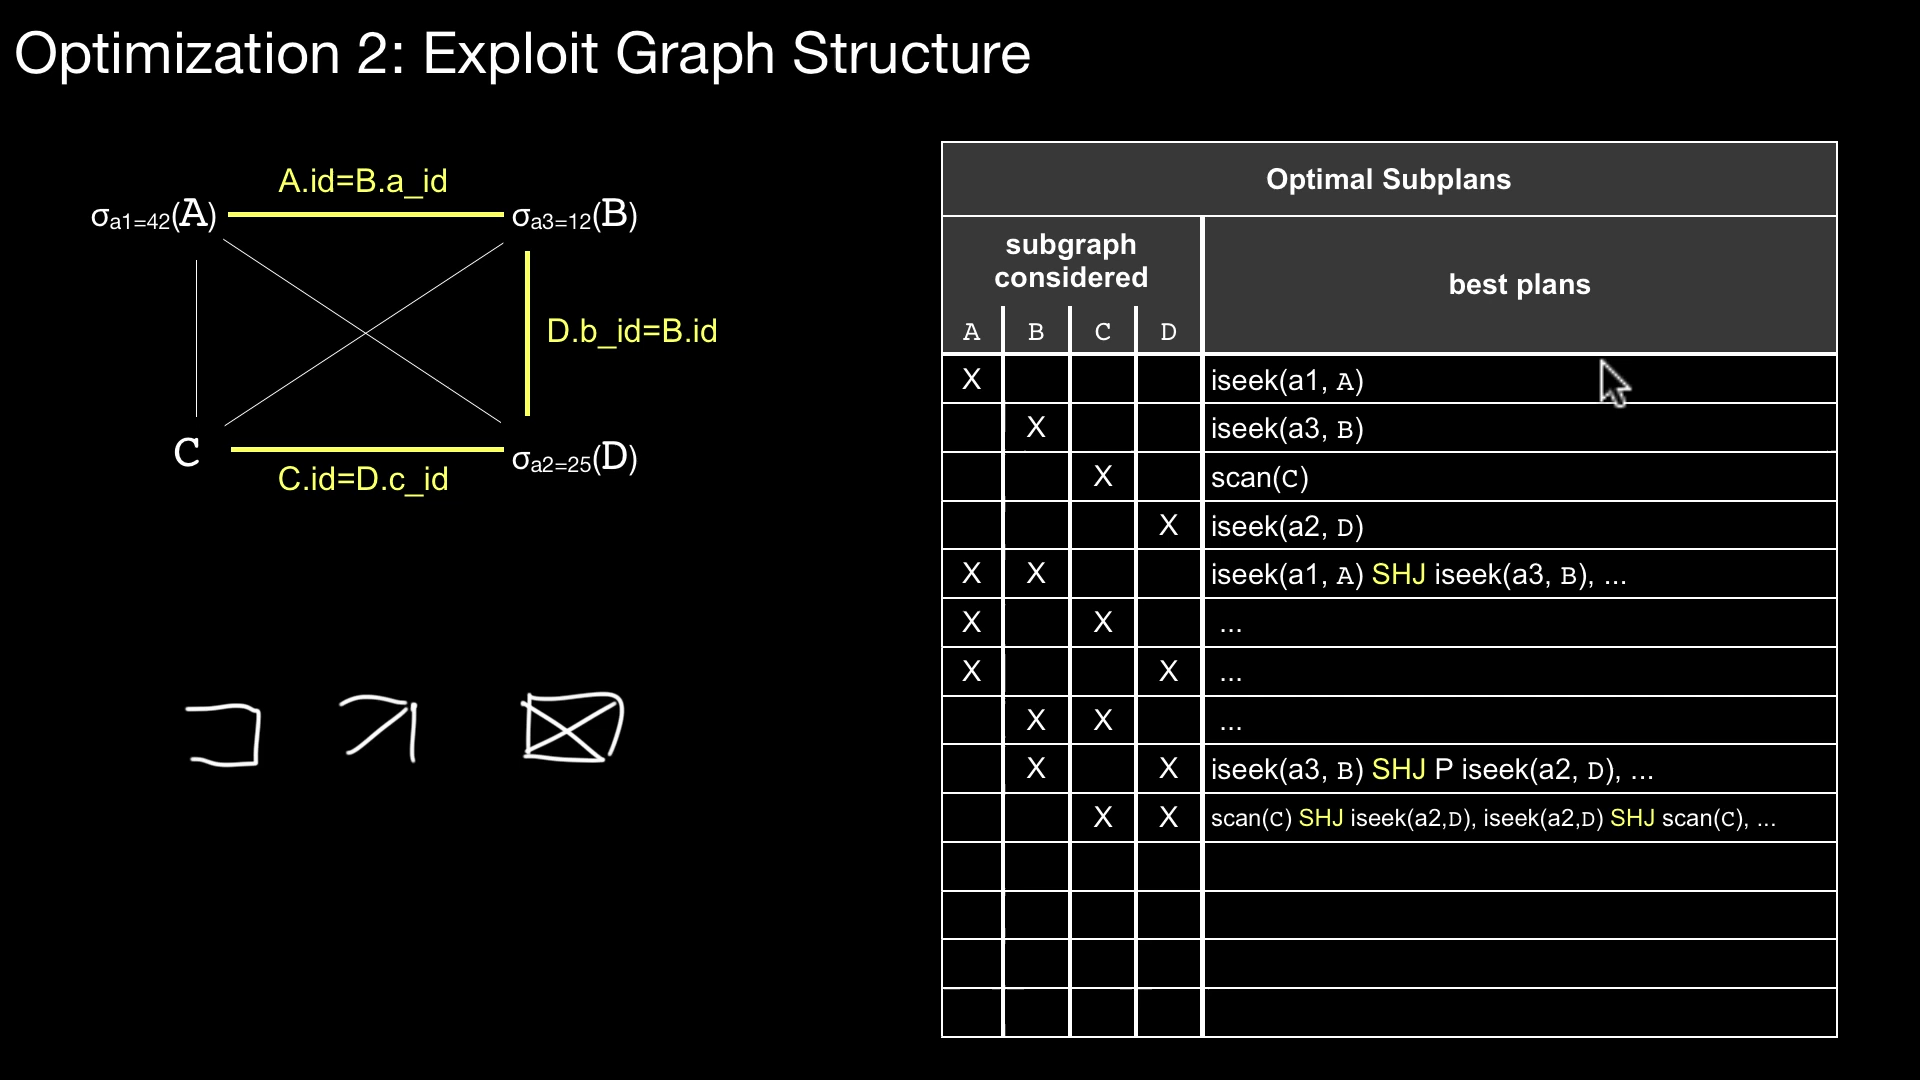 Optimization 2: Exploit Graph Structure
A.id=B.a_id
σa1=42(A)
σa3=12(B)
D.b_id=B.id
C
σa2=25(D)
C.id=D.c_id
Optimal Subplans
subgraph
considered
best plans
A B C D
X iseek(a1, A)
X iseek(a3, B)
X scan(C)
X iseek(a2, D)
X X iseek(a1, A) SHJ iseek(a3, B), ...
X X ...
X X ...
X X ...
X X iseek(a3, B) SHJ P iseek(a2, D), ...
X X scan(C) SHJ iseek(a2,D), iseek(a2,D) SHJ scan(C), ...